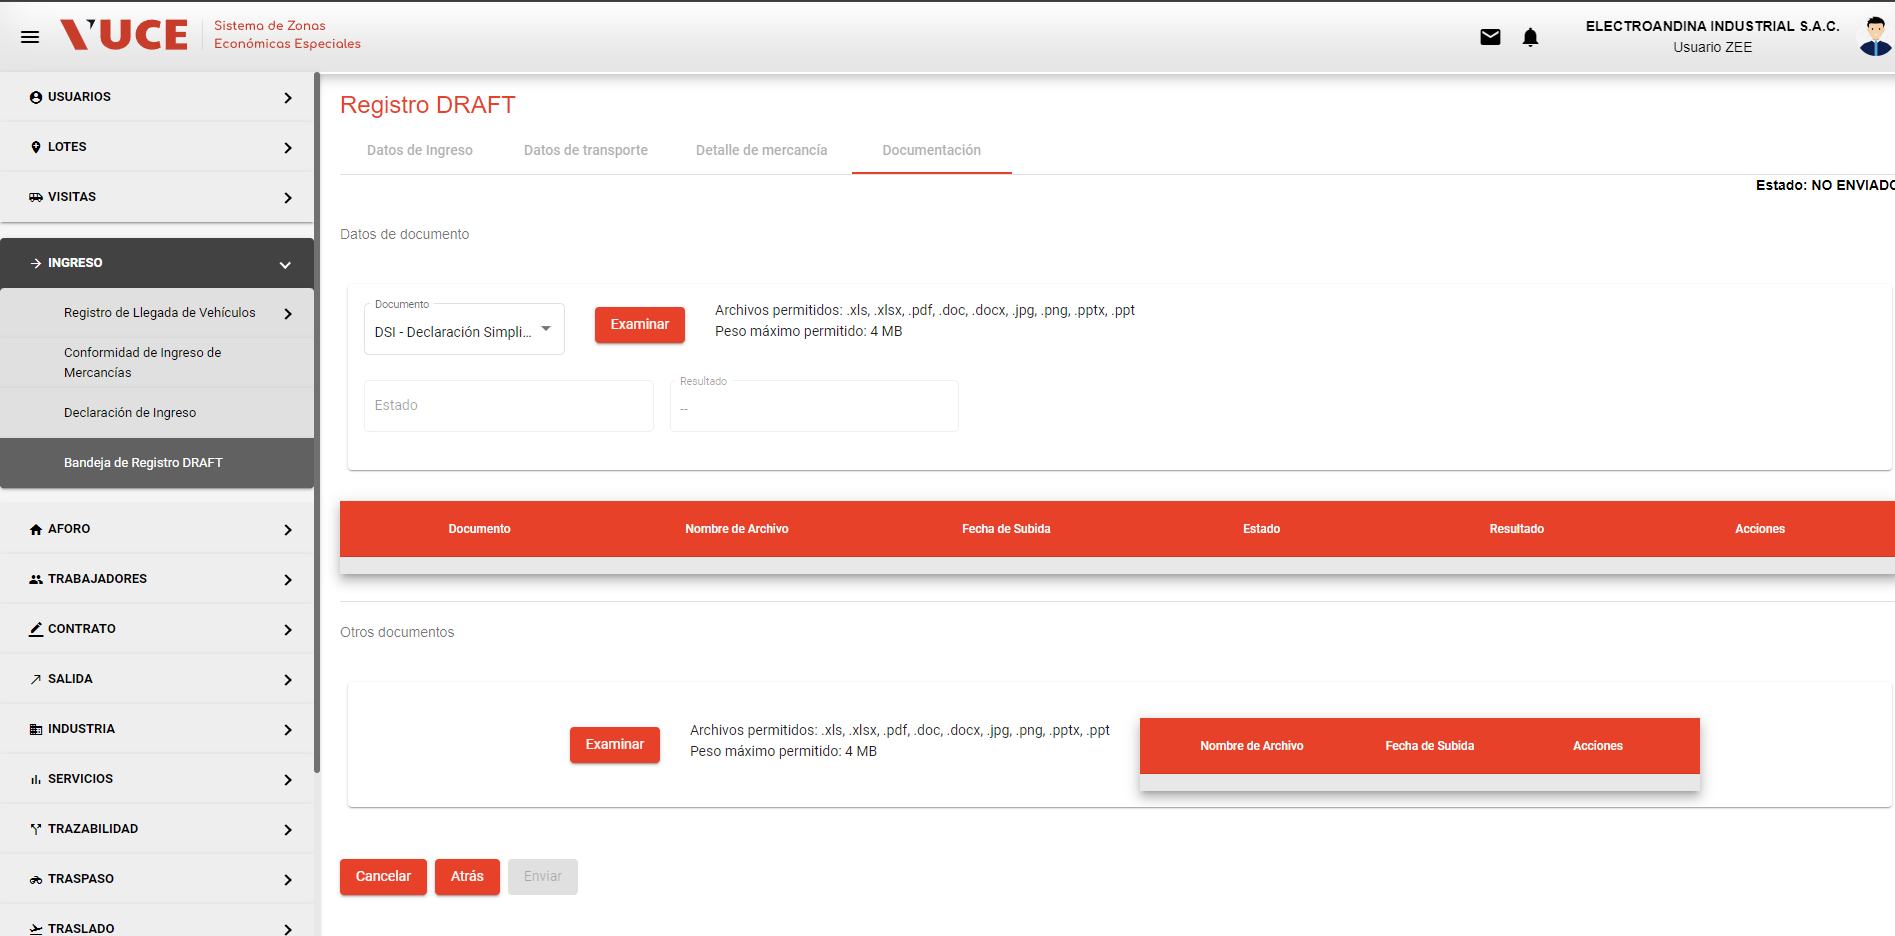 VUCE
Sistema de Zonas
Económicas Especiales
ELECTROANDINA INDUSTRIAL S.A.C.
Usuario ZEE
USUARIOS
LOTES
VISITAS
INGRESO
Registro de Llegada de Vehículos
Conformidad de Ingreso de
Mercancías
Declaración de Ingreso
Bandeja de Registro DRAFT
AFORO
TRABAJADORES
CONTRATO
SALIDA
INDUSTRIA
SERVICIOS
TRAZABILIDAD
TRASPASO
TRASLADO
Registro DRAFT
Datos de Ingreso Datos de transporte Detalle de mercancía Documentación
Estado: NO ENVIADO
Datos de documento
Documento
DSI - Declaración Simpli...
Examinar
Archivos permitidos: .xls, .xlsx, .pdf, .doc, .docx, .jpg, .png, .pptx, .ppt
Peso máximo permitido: 4 MB
Estado
Resultado
--
Documento Nombre de Archivo Fecha de Subida Estado Resultado Acciones
Otros documentos
Examinar
Archivos permitidos: .xls, .xlsx, .pdf, .doc, .docx, .jpg, .png, .pptx, .ppt
Peso máximo permitido: 4 MB
Nombre de Archivo Fecha de Subida Acciones
Cancelar Atrás Enviar